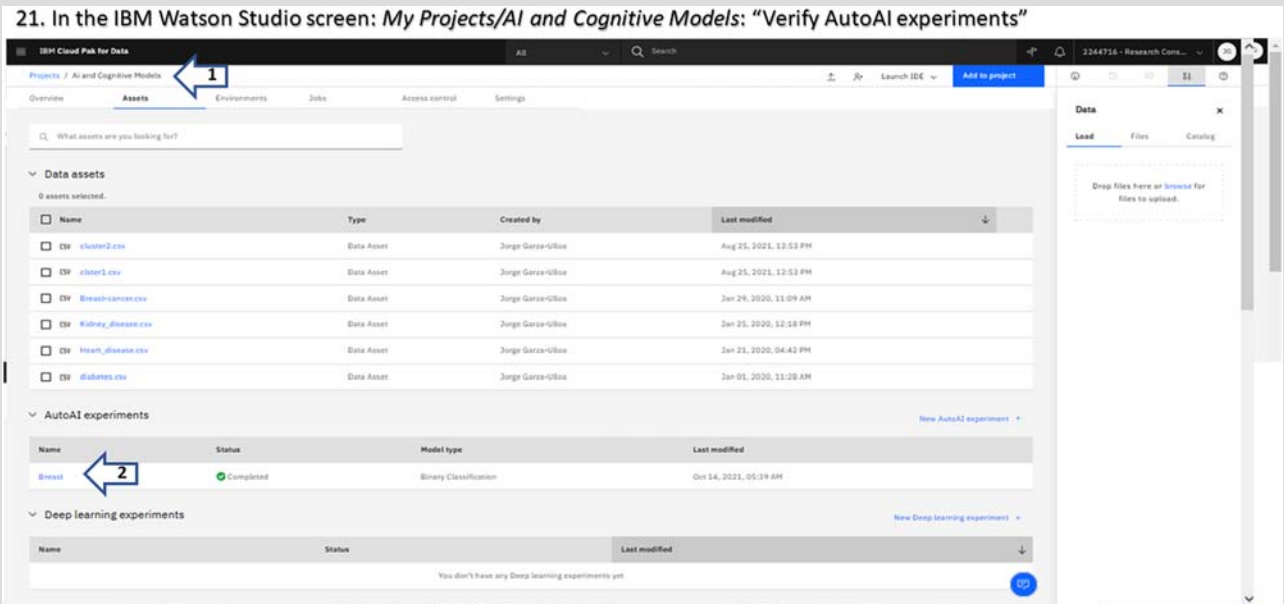 21. In the IBM Watson Studio screen: My Projects/AI and Cognitive Models: “Verify AutoAI experiments”
IBM Cloud Pak for Data All Search 2264716 - Research Cons... JG
Projects / Ai and Cognitive Models 1 Launch IDE Add to project
Overview Assets Environments Jobs Access control Settings
Data
What assets are you looking for?
Load Files Catalog
Data assets
0 assets selected.
Drop files here or browse for
files to upload.
Name Type Created by Last modified
CSV cluster2.csv Data Asset Jorge Garza-Ulloa Aug 25, 2021, 12:53 PM
CSV clster1.csv Data Asset Jorge Garza-Ulloa Aug 25, 2021, 12:53 PM
CSV Breast-cancer.csv Data Asset Jorge Garza-Ulloa Jan 29, 2020, 11:09 AM
CSV Kidney_disease.csv Data Asset Jorge Garza-Ulloa Jan 25, 2020, 12:18 PM
CSV Heart_disease.csv Data Asset Jorge Garza-Ulloa Jan 21, 2020, 04:42 PM
CSV diabetes.csv Data Asset Jorge Garza-Ulloa Jan 01, 2020, 11:28 AM
AutoAI experiments New AutoAI experiment +
Name Status Model type Last modified
Breast 2 Completed Binary Classification Oct 14, 2021, 05:39 AM
Deep learning experiments New Deep learning experiment +
Name Status Last modified
You don't have any Deep learning experiments yet